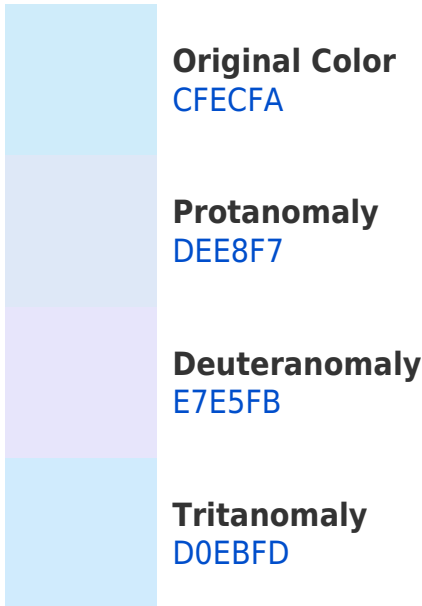 Original Color
CFECFA
Protanomaly
DEE8F7
Deuteranomaly
E7E5FB
Tritanomaly
D0EBFD